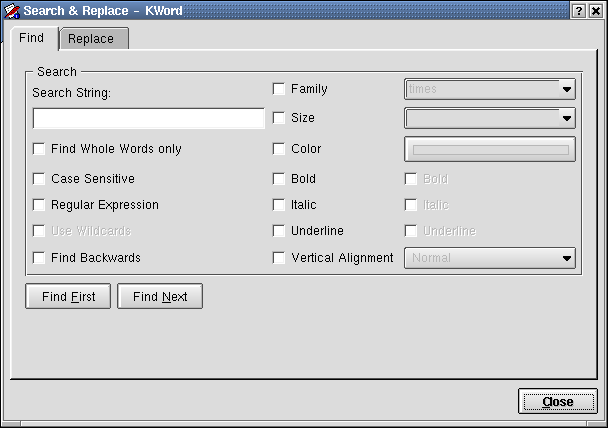 Search & Replace - KWord
Find Replace
Search
Search String:
Find Whole Words only
Case Sensitive
Regular Expression
Use Wildcards
Find Backwards
Family times
Size
Color
Bold Bold
Italic Italic
Underline Underline
Vertical Alignment Normal
Find First Find Next
Close